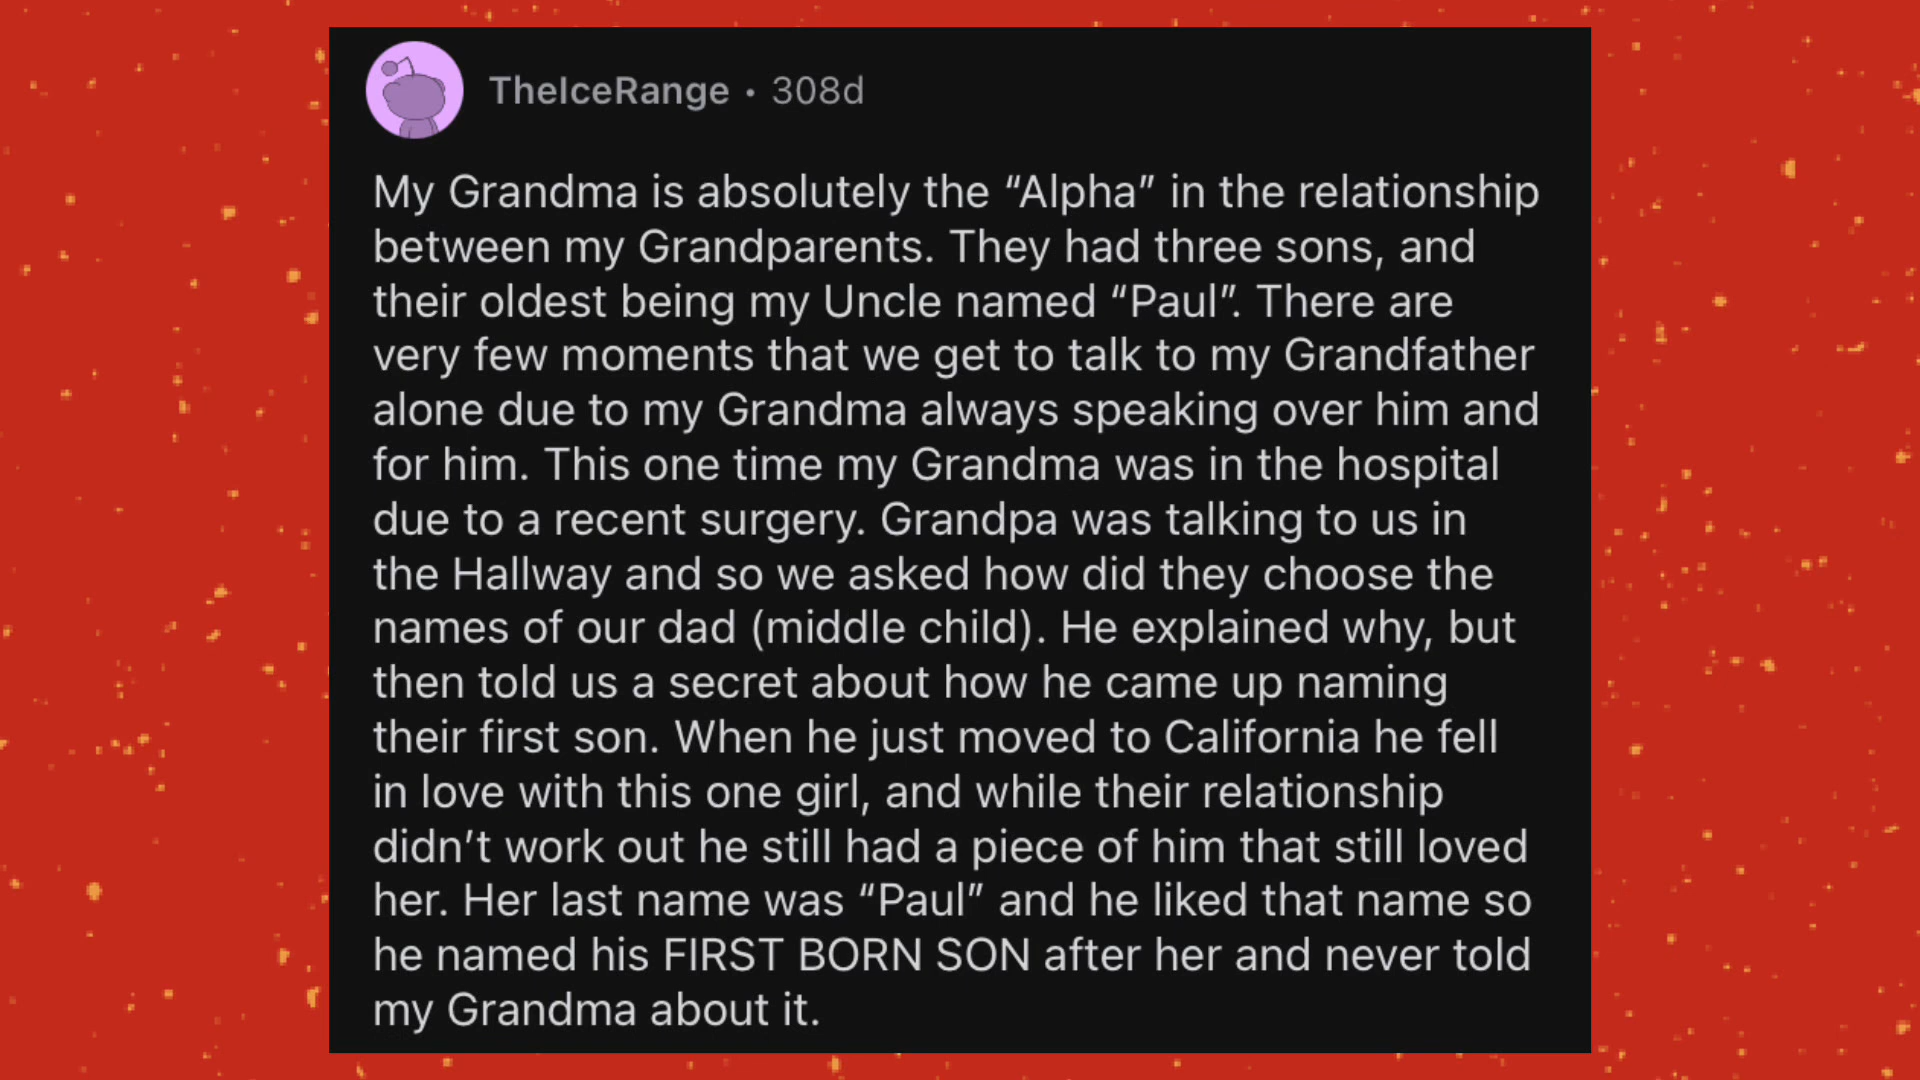 TheIceRange • 308d
My Grandma is absolutely the “Alpha” in the relationship
between my Grandparents. They had three sons, and
their oldest being my Uncle named “Paul”. There are
very few moments that we get to talk to my Grandfather
alone due to my Grandma always speaking over him and
for him. This one time my Grandma was in the hospital
due to a recent surgery. Grandpa was talking to us in
the Hallway and so we asked how did they choose the
names of our dad (middle child). He explained why, but
then told us a secret about how he came up naming
their first son. When he just moved to California he fell
in love with this one girl, and while their relationship
didn’t work out he still had a piece of him that still loved
her. Her last name was “Paul” and he liked that name so
he named his FIRST BORN SON after her and never told
my Grandma about it.